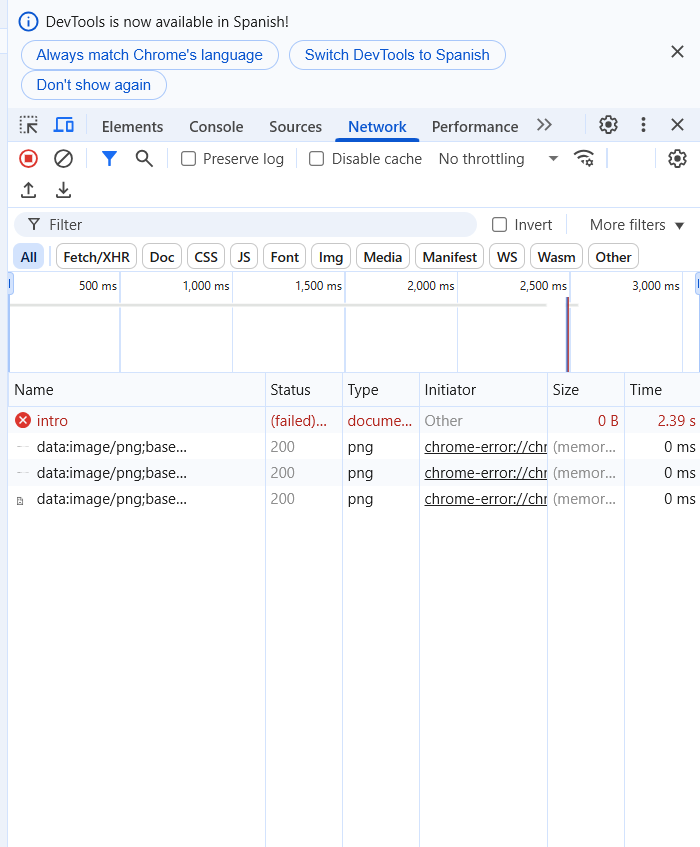 DevTools is now available in Spanish!
Always match Chrome's language Switch DevTools to Spanish
Don't show again
Elements Console Sources Network Performance
Preserve log Disable cache No throttling
Filter Invert More filters
All Fetch/XHR Doc CSS JS Font Img Media Manifest WS Wasm Other
500 ms 1,000 ms 1,500 ms 2,000 ms 2,500 ms 3,000 ms
Name Status Type Initiator Size Time
intro (failed)... docume... Other 0 B 2.39 s
data:image/png;base... 200 png chrome-error://chr (memor... 0 ms
data:image/png;base... 200 png chrome-error://chr (memor... 0 ms
data:image/png;base... 200 png chrome-error://chr (memor... 0 ms